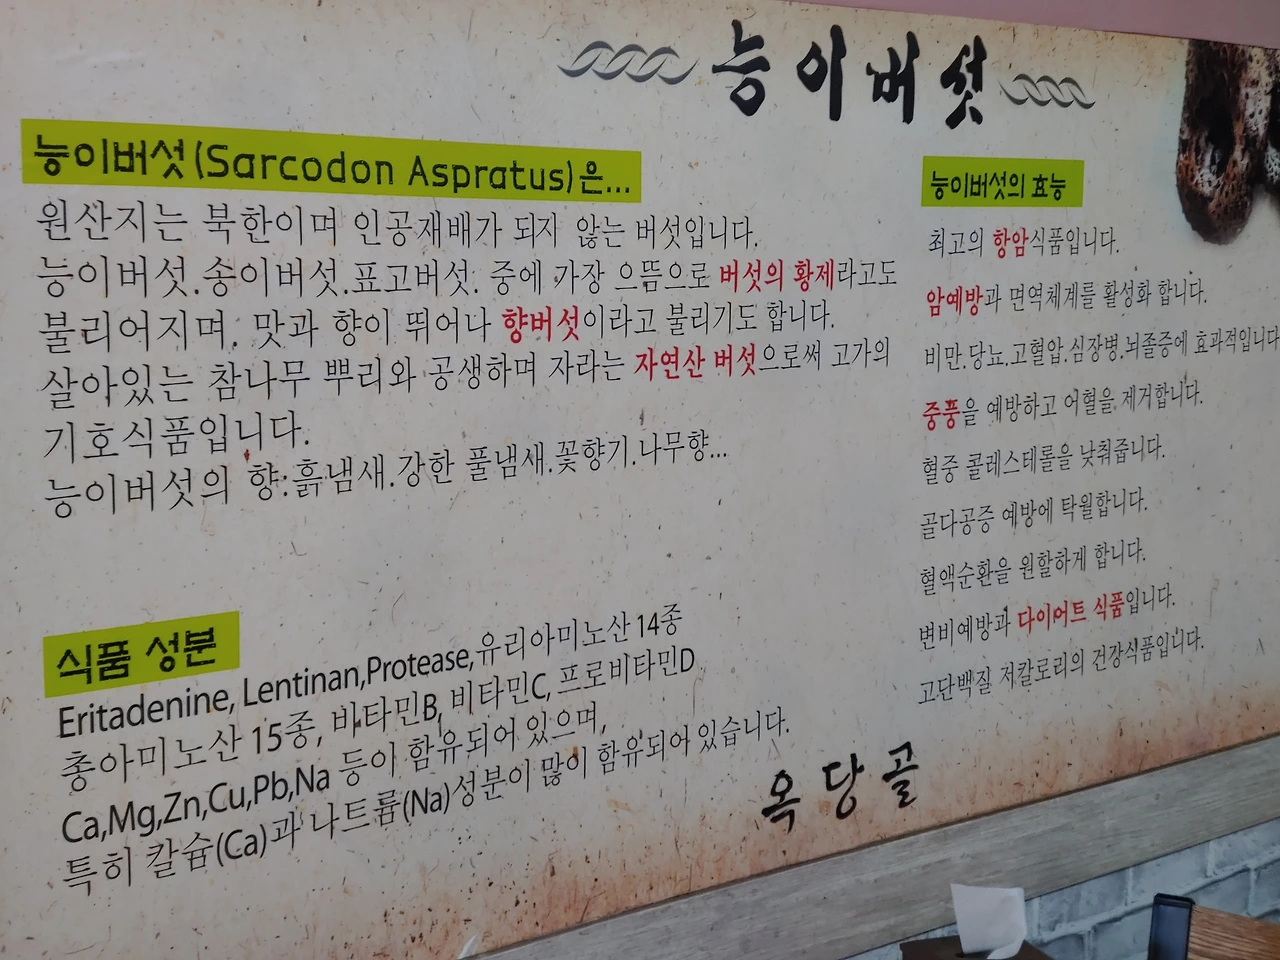 능이버섯
능이버섯(Sarcodon Aspratus)은...
원산지는 북한이며 인공재배가 되지 않는 버섯입니다.
능이버섯.송이버섯.표고버섯. 중에 가장 으뜸으로 버섯의 황제라고도
불리어지며. 맛과 향이 뛰어나 향버섯이라고 불리기도 합니다.
살아있는 참나무 뿌리와 공생하며 자라는 자연산 버섯으로써 고가의
기호식품입니다.
능이버섯의 향:흙냄새.강한 풀냄새.꽃향기.나무향...
식품 성분
Eritadenine, Lentinan,Protease,유리아미노산 14종
총아미노산 15종, 비타민B, 비타민C, 프로비타민D
Ca,Mg,Zn,Cu,Pb,Na 등이 함유되어 있으며,
특히 칼슘(Ca)과 나트륨(Na)성분이 많이 함유되어 있습니다.
능이버섯의 효능
최고의 항암식품입니다.
암예방과 면역체계를 활성화 합니다.
비만.당뇨.고혈압.심장병.뇌졸중에 효과적입니다
중풍을 예방하고 어혈을 제거합니다.
혈중 콜레스테롤을 낮춰줍니다.
골다공증 예방에 탁월합니다.
혈액순환을 원할하게 합니다.
변비예방과 다이어트 식품입니다.
고단백질 저칼로리의 건강식품입니다.
옥당골